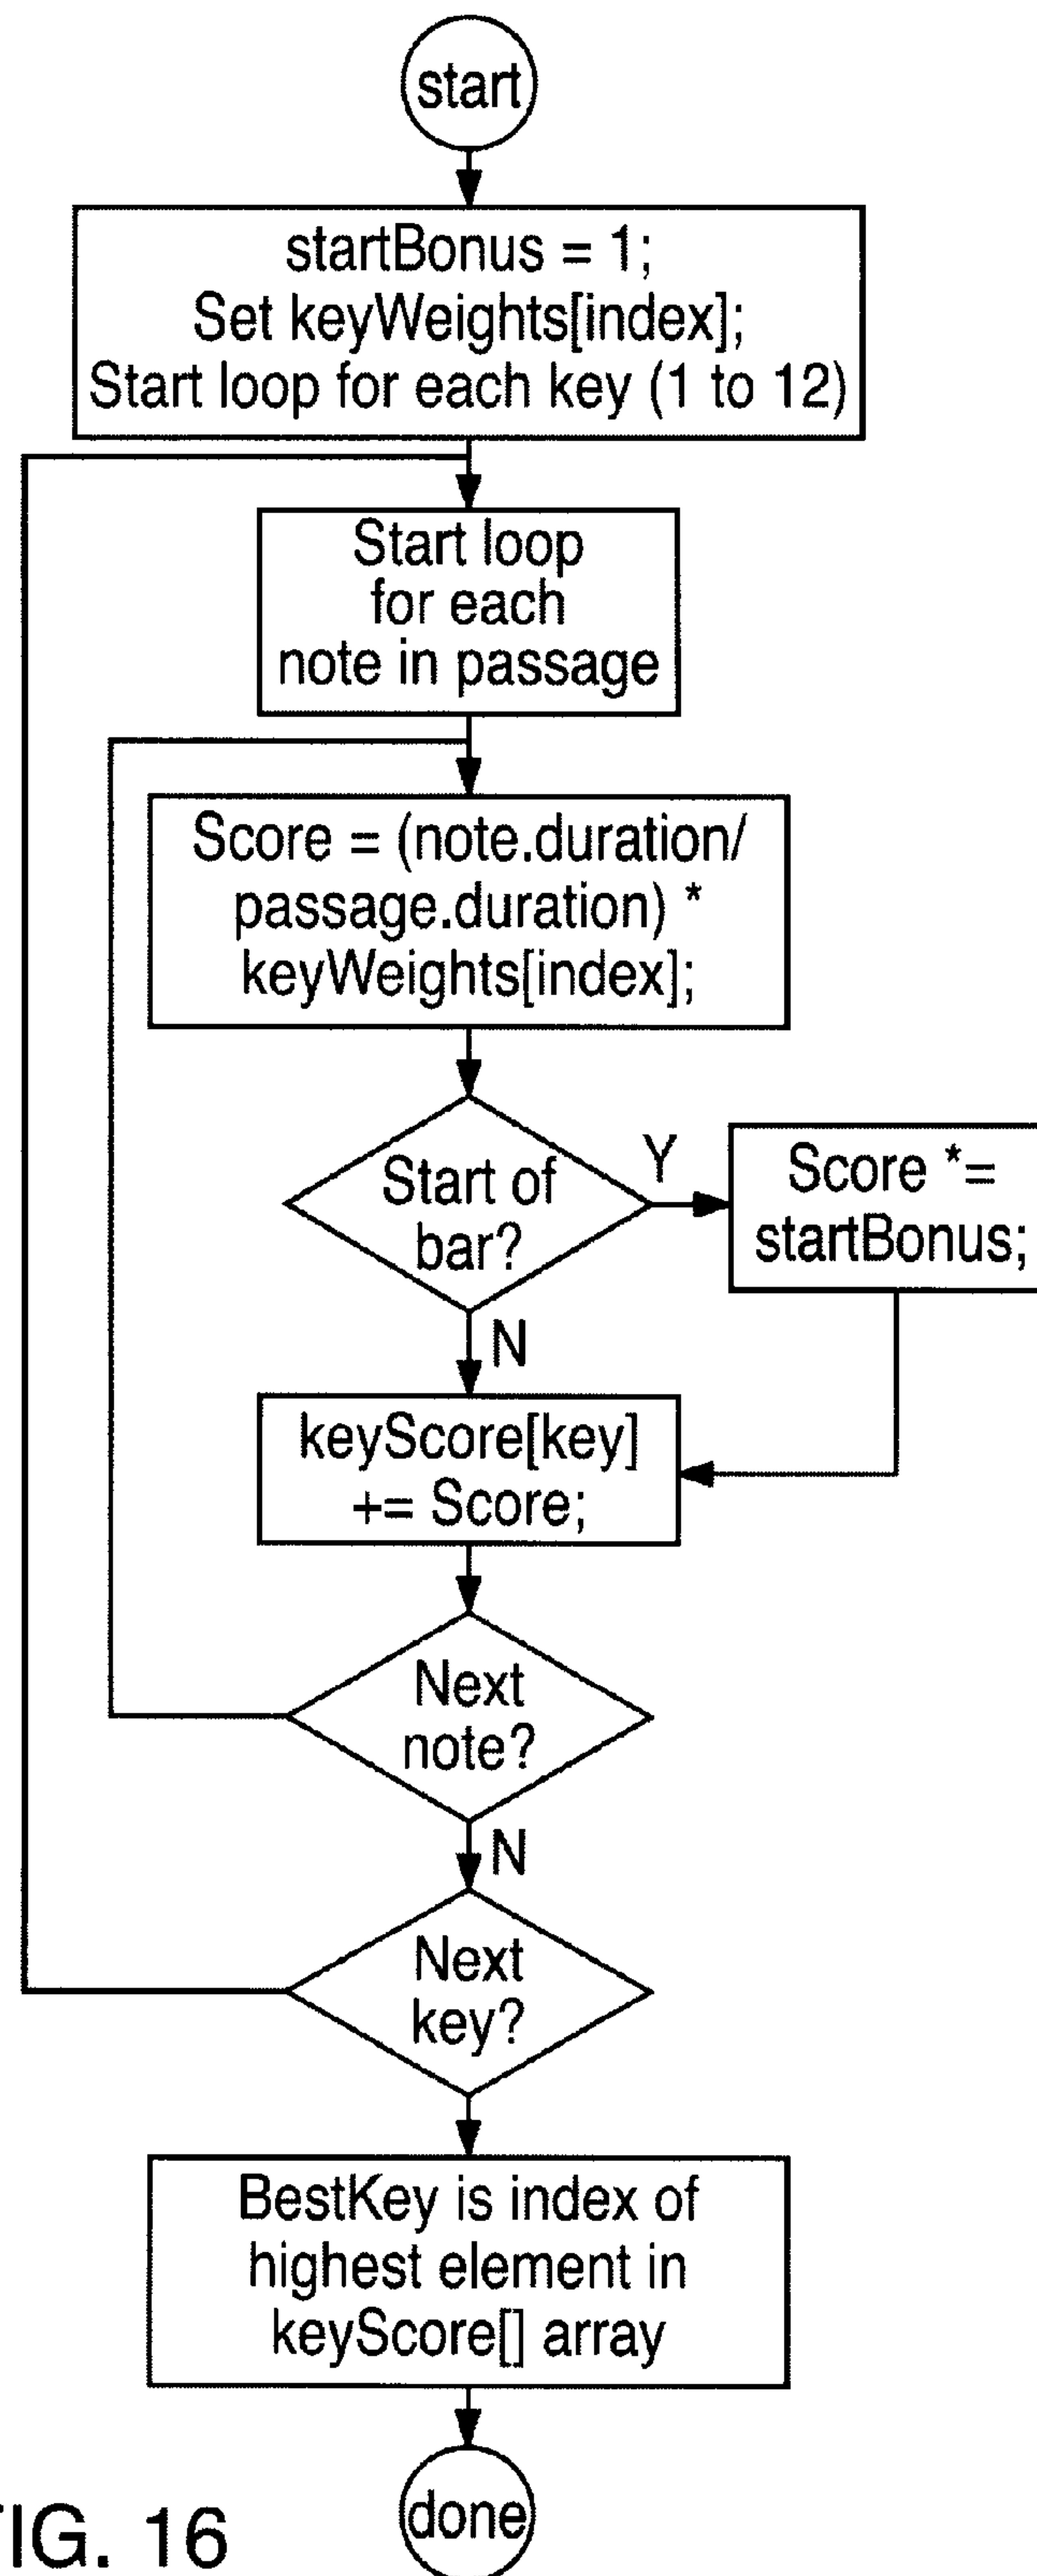 start
startBonus = 1;
Set keyWeights[index];
Start loop for each key (1 to 12)
Start loop
for each
note in passage
Score = (note.duration/
passage.duration) *
keyWeights[index];
Start of
bar?
Y
Score *=
startBonus;
N
keyScore[key]
+= Score;
Next
note?
N
Next
key?
BestKey is index of
highest element in
keyScore[] array
done
IG. 16